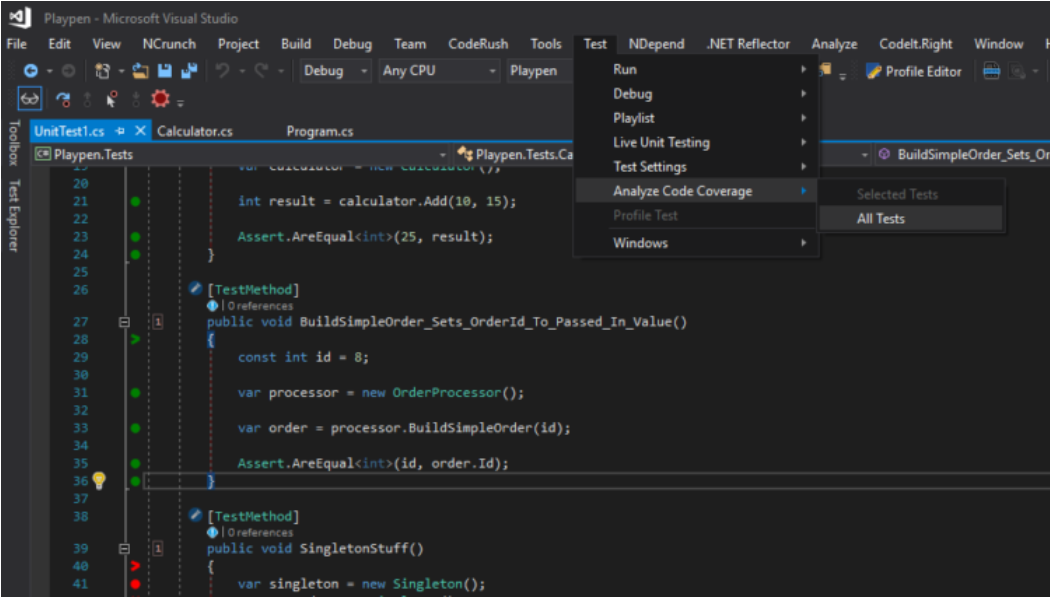 Playpen - Microsoft Visual Studio
File Edit View NCrunch Project Build Debug Team CodeRush Tools Test NDepend .NET Reflector Analyze CodeIt.Right Window
Debug Any CPU Playpen Profile Editor
UnitTest1.cs Calculator.cs Program.cs
Playpen.Tests Playpen.Tests.Ca BuildSimpleOrder_Sets_Or
Toolbox
Test Explorer
Run
Debug
Playlist
Live Unit Testing
Test Settings
Analyze Code Coverage
Profile Test
Windows
Selected Tests
All Tests
19 var calculator = new Calculator();
20
21 int result = calculator.Add(10, 15);
22
23 Assert.AreEqual<int>(25, result);
24 }
25
26 [TestMethod]
0 references
27 1 public void BuildSimpleOrder_Sets_OrderId_To_Passed_In_Value()
28 {
29 const int id = 8;
30
31 var processor = new OrderProcessor();
32
33 var order = processor.BuildSimpleOrder(id);
34
35 Assert.AreEqual<int>(id, order.Id);
36 }
37
38 [TestMethod]
0 references
39 1 public void SingletonStuff()
40 {
41 var singleton = new Singleton();